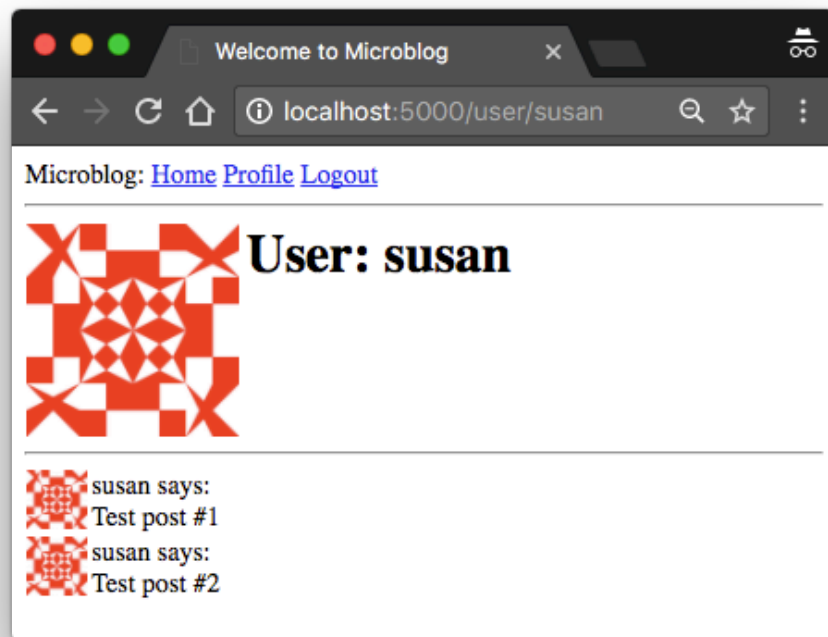 Welcome to Microblog
localhost:5000/user/susan
Microblog: Home Profile Logout
User: susan
susan says:
Test post #1
susan says:
Test post #2